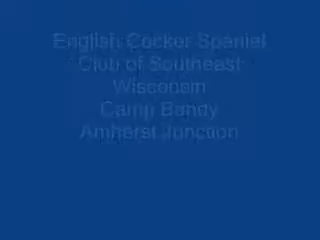 English Cocker Spaniel
Club of Southeast
Wisconsin
Camp Bandy
Amherst Junction